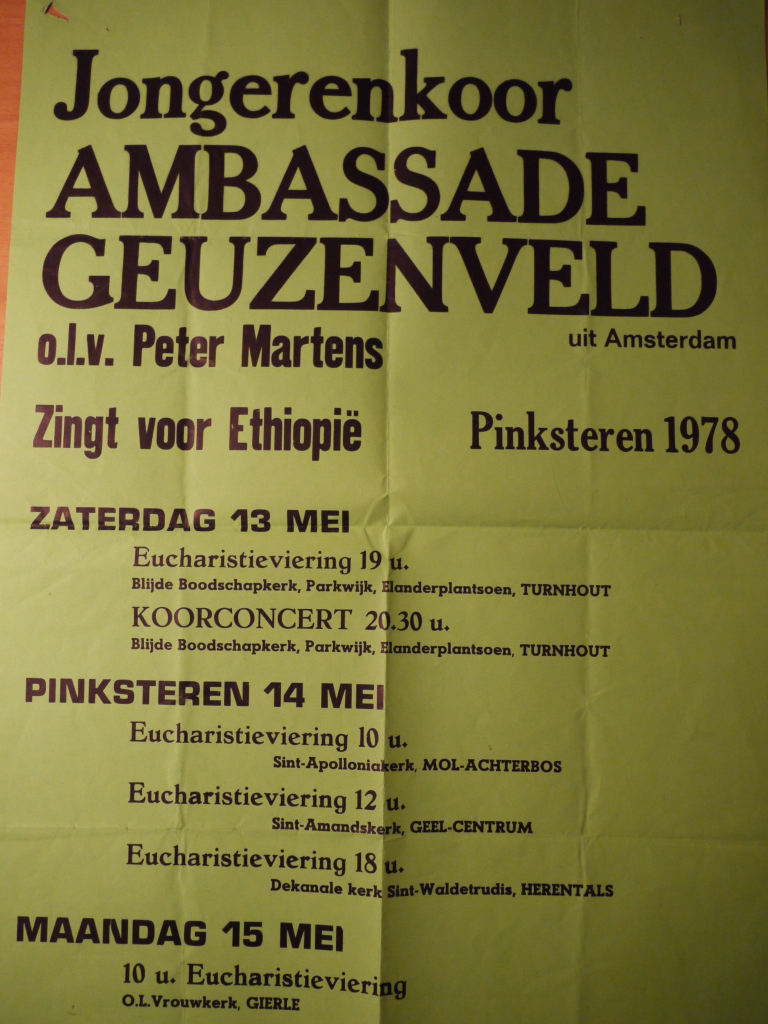 Jongerenkoor
AMBASSADE
GEUZENVELD
uit Amsterdam
o.l.v. Peter Martens
Zingt voor Ethiopië
Pinksteren 1978
ZATERDAG 13 MEI
Eucharistieviering 19 u.
Blijde Boodschapkerk, Parkwijk, Elanderplantsoen, TURNHOUT
KOORCONCERT 20.30 u.
Blijde Boodschapkerk, Parkwijk, Elanderplantsoen, TURNHOUT
PINKSTEREN 14 MEI
Eucharistieviering 10 u.
Sint-Apolloniakerk, MOL-ACHTERBOS
Eucharistieviering 12 u.
Sint-Amandskerk, GEEL-CENTRUM
Eucharistieviering 18 u.
Dekanale kerk Sint-Waldetrudis, HERENTALS
MAANDAG 15 MEI
10 u. Eucharistieviering
O.L.Vrouwkerk, GIERLE